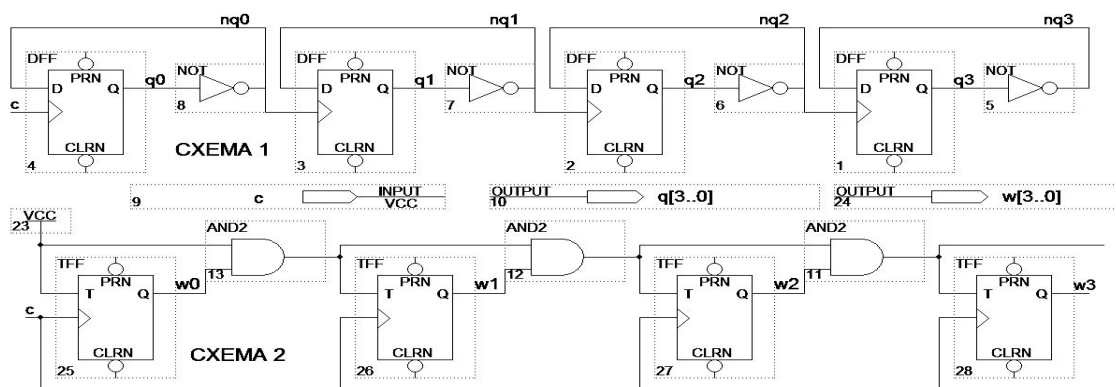 nq0 nq1 nq2 nq3
DFF NOT DFF NOT DFF NOT DFF NOT
PRN q0 PRN q1 PRN q2 PRN q3
D Q D Q D Q D Q
8 7 6 5
c
CLRN CLRN CLRN CLRN
4 СХЕМА 1 3 2 1
9 c INPUT VCC OUTPUT 10 q[3..0] OUTPUT 24 w[3..0]
VCC
23 AND2 AND2 AND2
TFF 13 TFF 12 TFF 11 TFF
PRN w0 PRN w1 PRN w2 PRN w3
T Q T Q T Q T Q
c
CLRN CLRN CLRN CLRN
25 СХЕМА 2 26 27 28